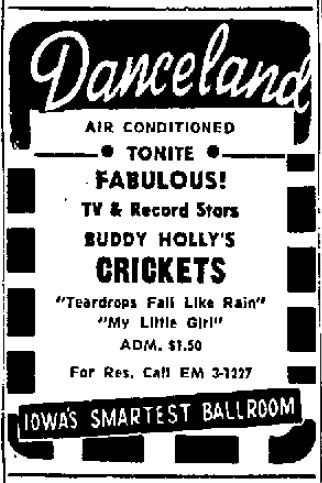 Danceland
AIR CONDITIONED
TONITE
FABULOUS!
TV & Record Stars
BUDDY HOLLY'S
CRICKETS
"Teardrops Fall Like Rain"
"My Little Girl"
ADM. $1.50
For Res. Call EM 3-1227
IOWA'S SMARTEST BALLROOM